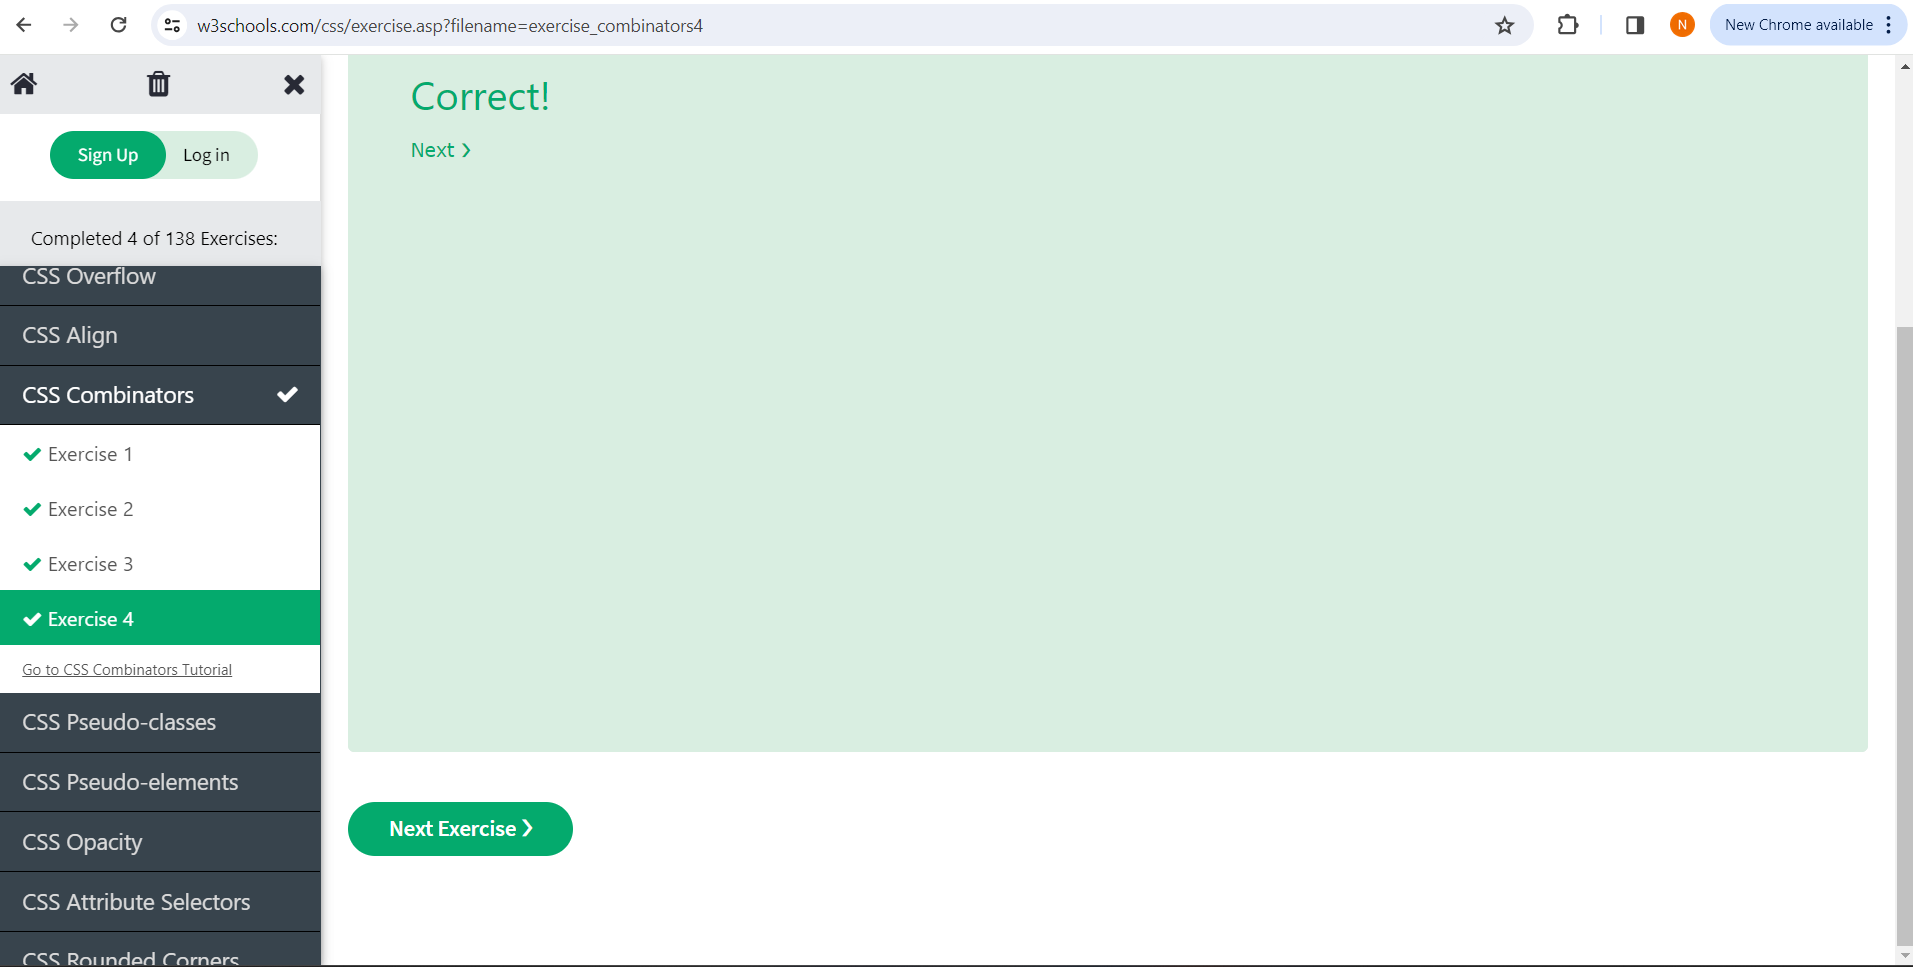 w3schools.com/css/exercise.asp?filename=exercise_combinators4
N
New Chrome available
Sign Up
Log in
Completed 4 of 138 Exercises:
CSS Overflow
CSS Align
CSS Combinators
Exercise 1
Exercise 2
Exercise 3
Exercise 4
Go to CSS Combinators Tutorial
CSS Pseudo-classes
CSS Pseudo-elements
CSS Opacity
CSS Attribute Selectors
CSS Rounded Corners
Correct!
Next ❯
Next Exercise ❯